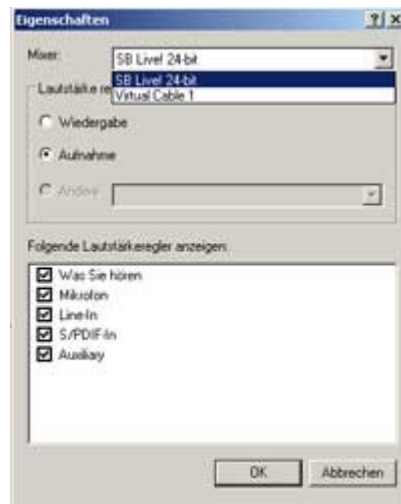 Eigenschaften
Mixer: SB Live! 24-bit
SB Live! 24-bit
Virtual Cable 1
Lautstärke re
Wiedergabe
Aufnahme
Andere
Folgende Lautstärkeregler anzeigen:
Was Sie hören
Mikrofon
Line-In
S/PDIF-In
Auxiliary
OK Abbrechen